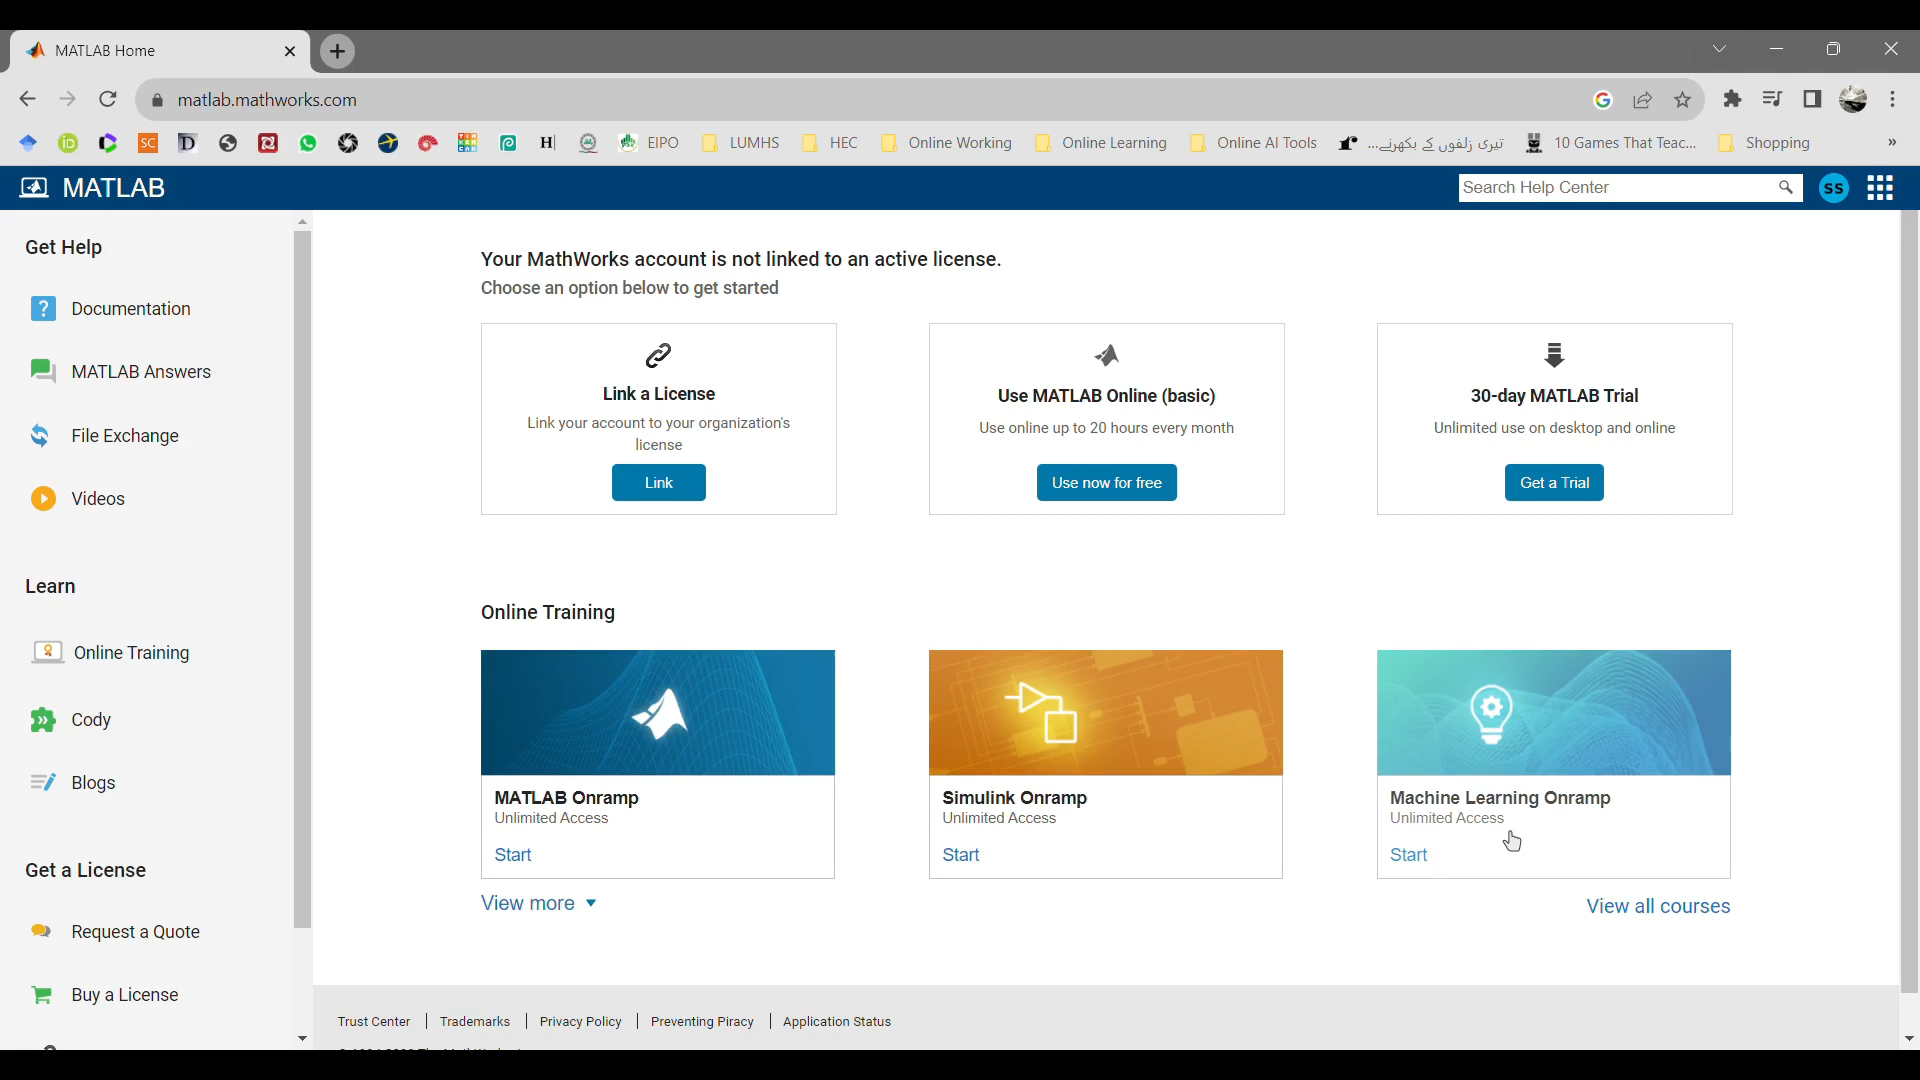 MATLAB Home
matlab.mathworks.com
SC D H EIPO LUMHS HEC Online Working Online Learning Online AI Tools تیری زلفوں کے بکھرنے... 10 Games That Teac... Shopping »
MATLAB
Search Help Center
SS
Get Help
Documentation
MATLAB Answers
File Exchange
Videos
Learn
Online Training
Cody
Blogs
Get a License
Request a Quote
Buy a License
Your MathWorks account is not linked to an active license.
Choose an option below to get started
Link a License
Link your account to your organization's
license
Link
Use MATLAB Online (basic)
Use online up to 20 hours every month
Use now for free
30-day MATLAB Trial
Unlimited use on desktop and online
Get a Trial
Online Training
MATLAB Onramp
Unlimited Access
Start
Simulink Onramp
Unlimited Access
Start
Machine Learning Onramp
Unlimited Access
Start
View more
View all courses
Trust Center | Trademarks | Privacy Policy | Preventing Piracy | Application Status